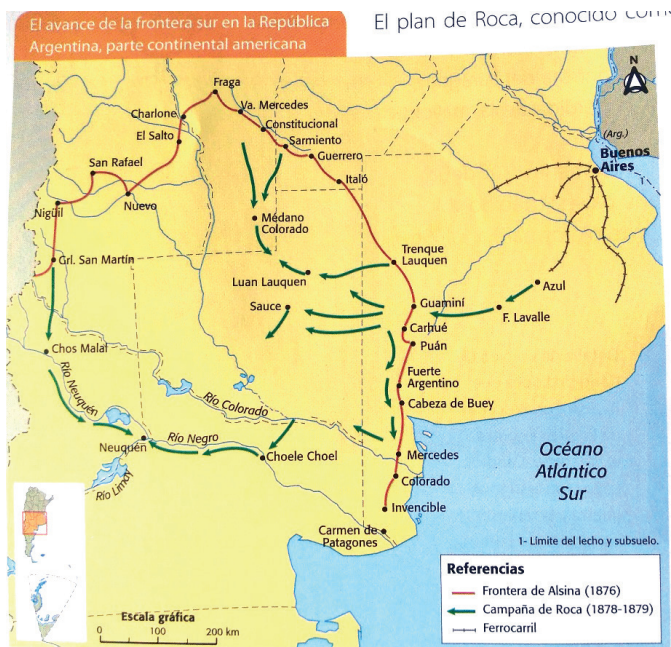 El avance de la frontera sur en la República
Argentina, parte continental americana
El plan de Roca, conocido como
N
Fraga
Va. Mercedes
Charlone
Constitucional
El Salto
Sarmiento
Guerrero
(Arg.)
Buenos
Aires
San Rafael
Italó
Nuevo
Nigüil
Médano
Colorado
Grl. San Martín
Trenque
Lauquen
Luan Lauquen
Azul
Sauce
Guaminí
F. Lavalle
Carhué
Puán
Chos Malal
Fuerte
Argentino
Río Neuquén
Río Colorado
Cabeza de Buey
Río Negro
Neuquén
Choele Choel
Mercedes
Océano
Atlántico
Sur
Río Limay
Colorado
Invencible
Carmen de
Patagones
1- Límite del lecho y subsuelo.
Referencias
Frontera de Alsina (1876)
Campaña de Roca (1878-1879)
Ferrocarril
Escala gráfica
0 100 200 km